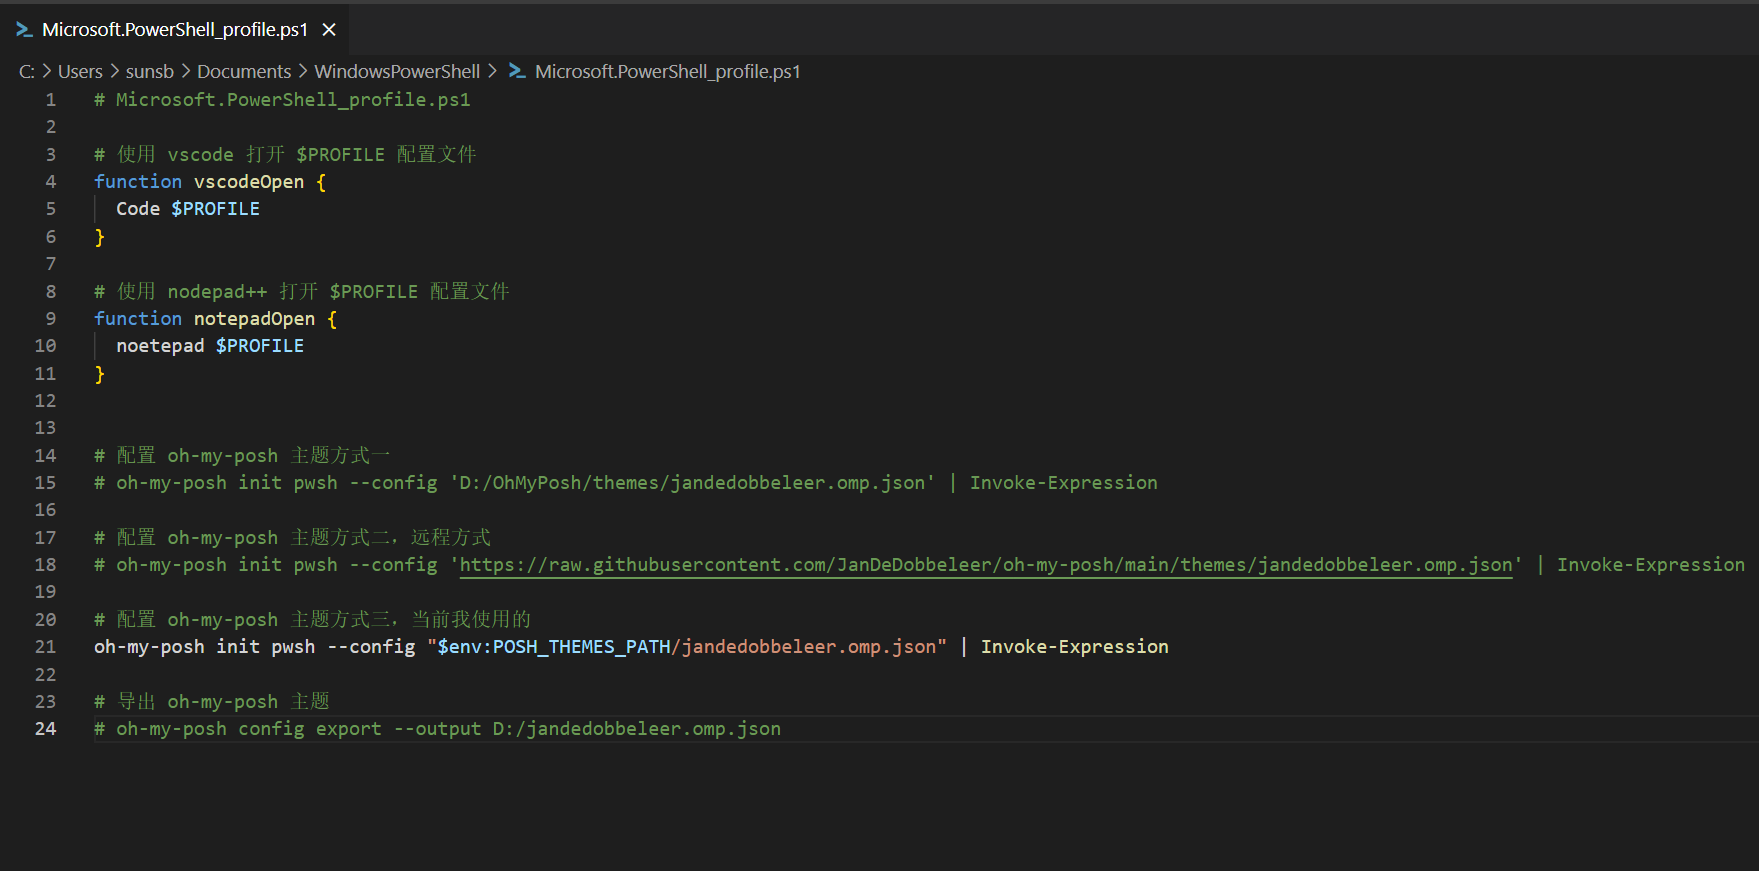 Microsoft.PowerShell_profile.ps1
C: > Users > sunsb > Documents > WindowsPowerShell > Microsoft.PowerShell_profile.ps1
1 # Microsoft.PowerShell_profile.ps1
2
3 # 使用 vscode 打开 $PROFILE 配置文件
4 function vscodeOpen {
5 Code $PROFILE
6 }
7
8 # 使用 nodepad++ 打开 $PROFILE 配置文件
9 function notepadOpen {
10 noetepad $PROFILE
11 }
12
13
14 # 配置 oh-my-posh 主题方式一
15 # oh-my-posh init pwsh --config 'D:/OhMyPosh/themes/jandedobbeleer.omp.json' | Invoke-Expression
16
17 # 配置 oh-my-posh 主题方式二，远程方式
18 # oh-my-posh init pwsh --config 'https://raw.githubusercontent.com/JanDeDobbeleer/oh-my-posh/main/themes/jandedobbeleer.omp.json' | Invoke-Expression
19
20 # 配置 oh-my-posh 主题方式三，当前我使用的
21 oh-my-posh init pwsh --config "$env:POSH_THEMES_PATH/jandedobbeleer.omp.json" | Invoke-Expression
22
23 # 导出 oh-my-posh 主题
24 # oh-my-posh config export --output D:/jandedobbeleer.omp.json